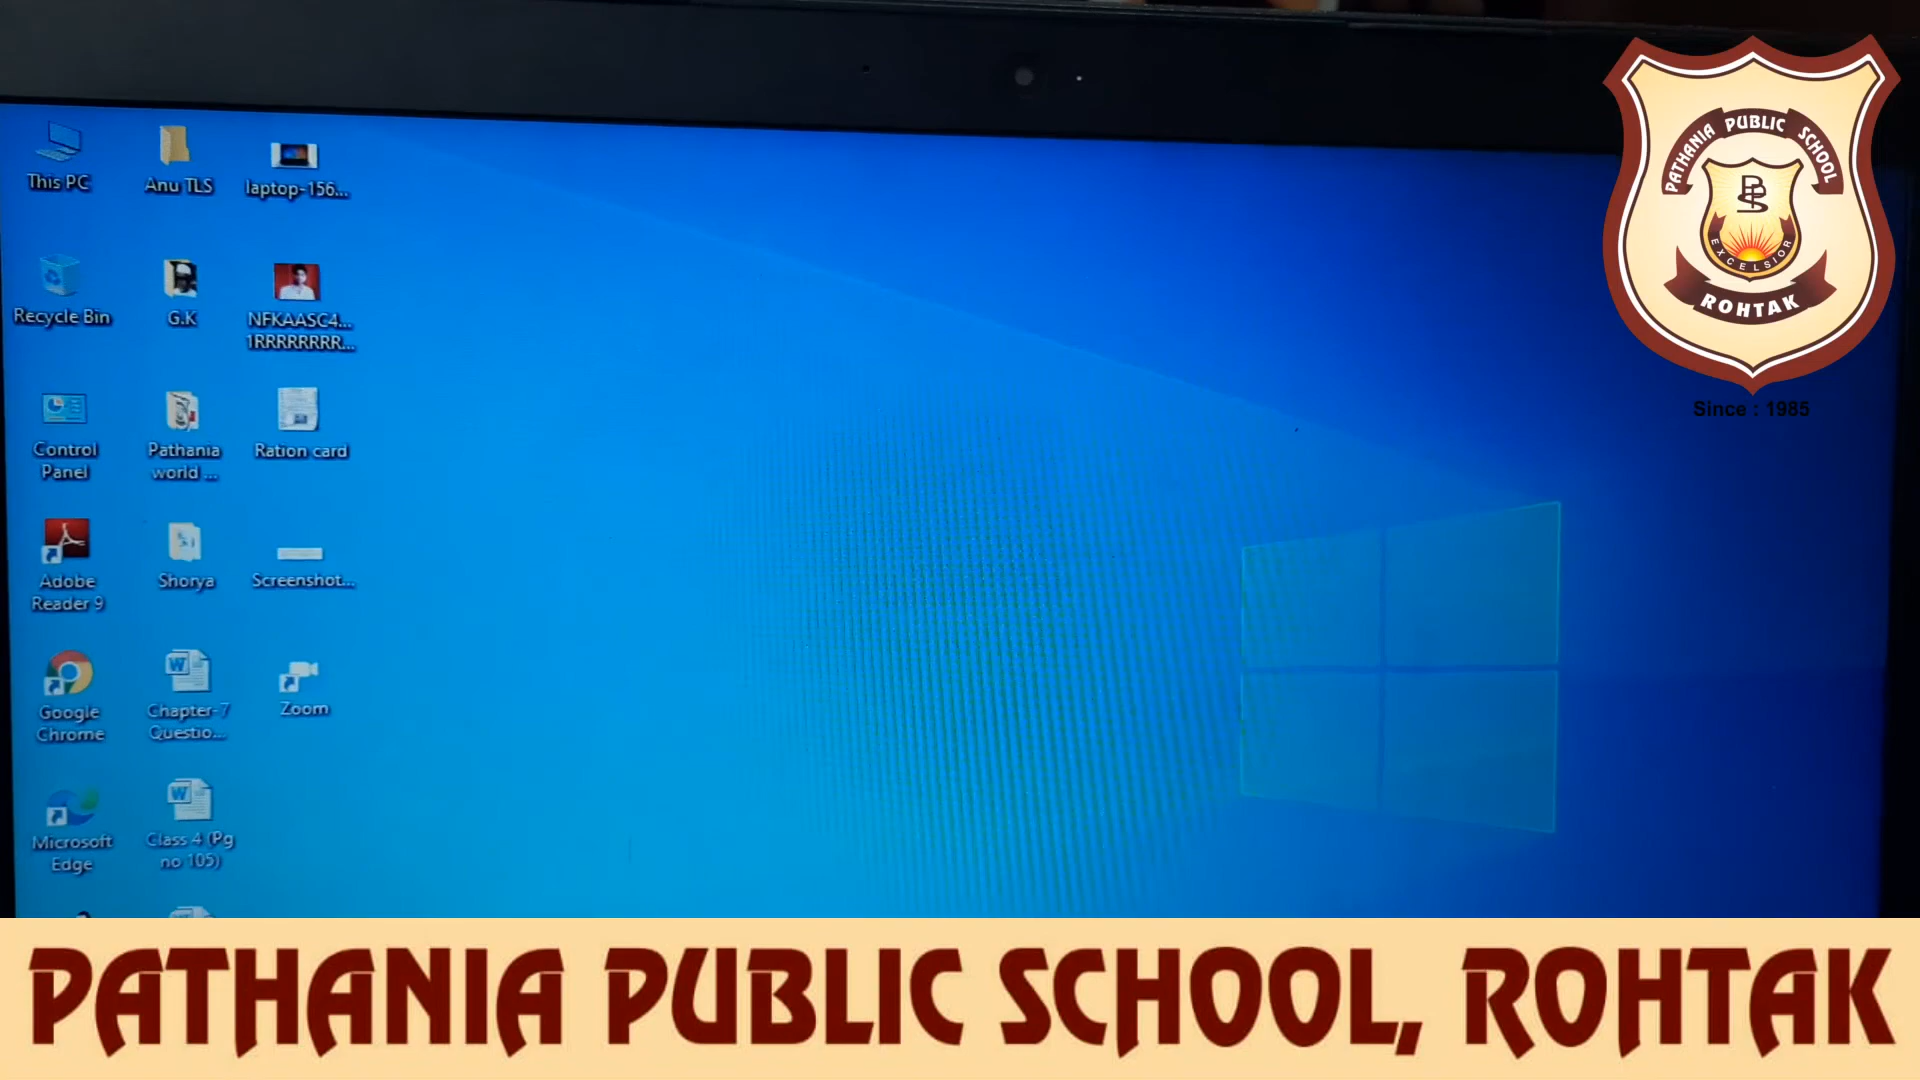 This PC
Anu TLS
laptop-156...
Recycle Bin
G.K
NFKAASC4...
1RRRRRRRR...
Control
Panel
Pathania
world ...
Ration card
Adobe
Reader 9
Shorya
Screenshot...
Google
Chrome
Chapter-7
Questio...
Zoom
Microsoft
Edge
Class 4 (Pg
no 105)
PATHANIA PUBLIC SCHOOL
PPS
EXCELSIOR
ROHTAK
Since : 1985
PATHANIA PUBLIC SCHOOL, ROHTAK